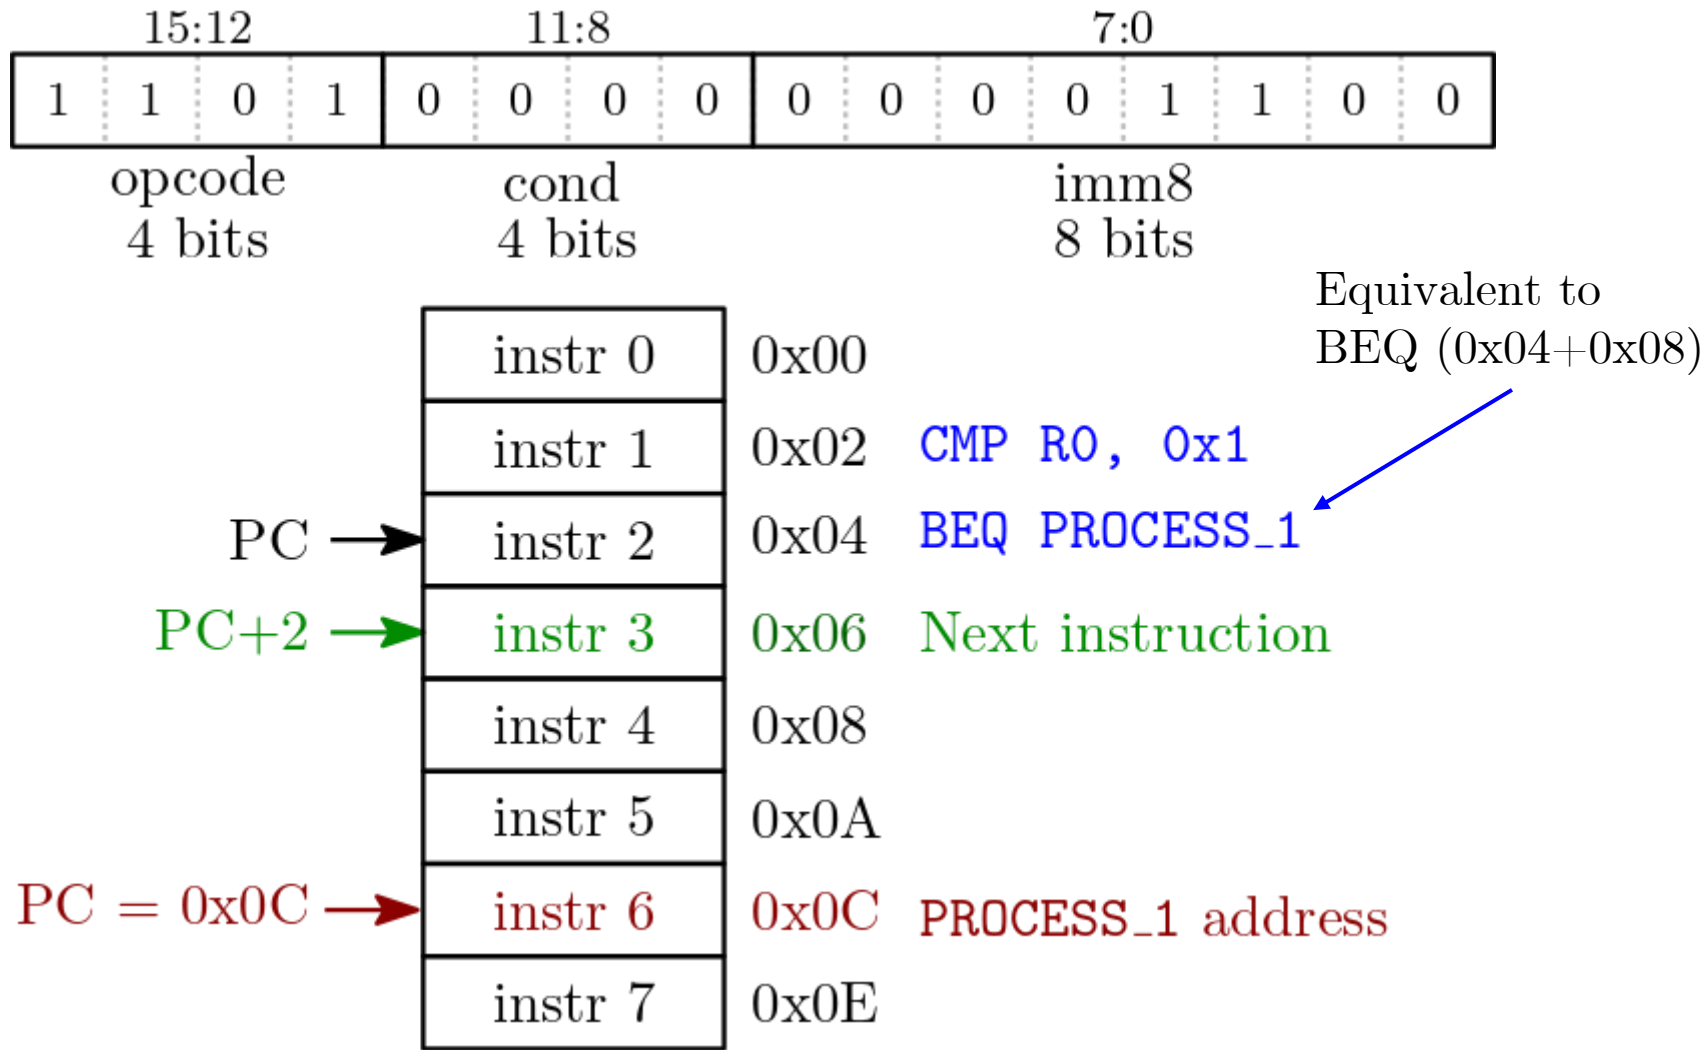 15:12 11:8 7:0
1 1 0 1 0 0 0 0 0 0 0 0 1 1 0 0
opcode cond imm8
4 bits 4 bits 8 bits
Equivalent to
BEQ (0x04+0x08)
instr 0 0x00
instr 1 0x02 CMP R0, 0x1
PC instr 2 0x04 BEQ PROCESS_1
PC+2 instr 3 0x06 Next instruction
instr 4 0x08
instr 5 0x0A
PC = 0x0C instr 6 0x0C PROCESS_1 address
instr 7 0x0E